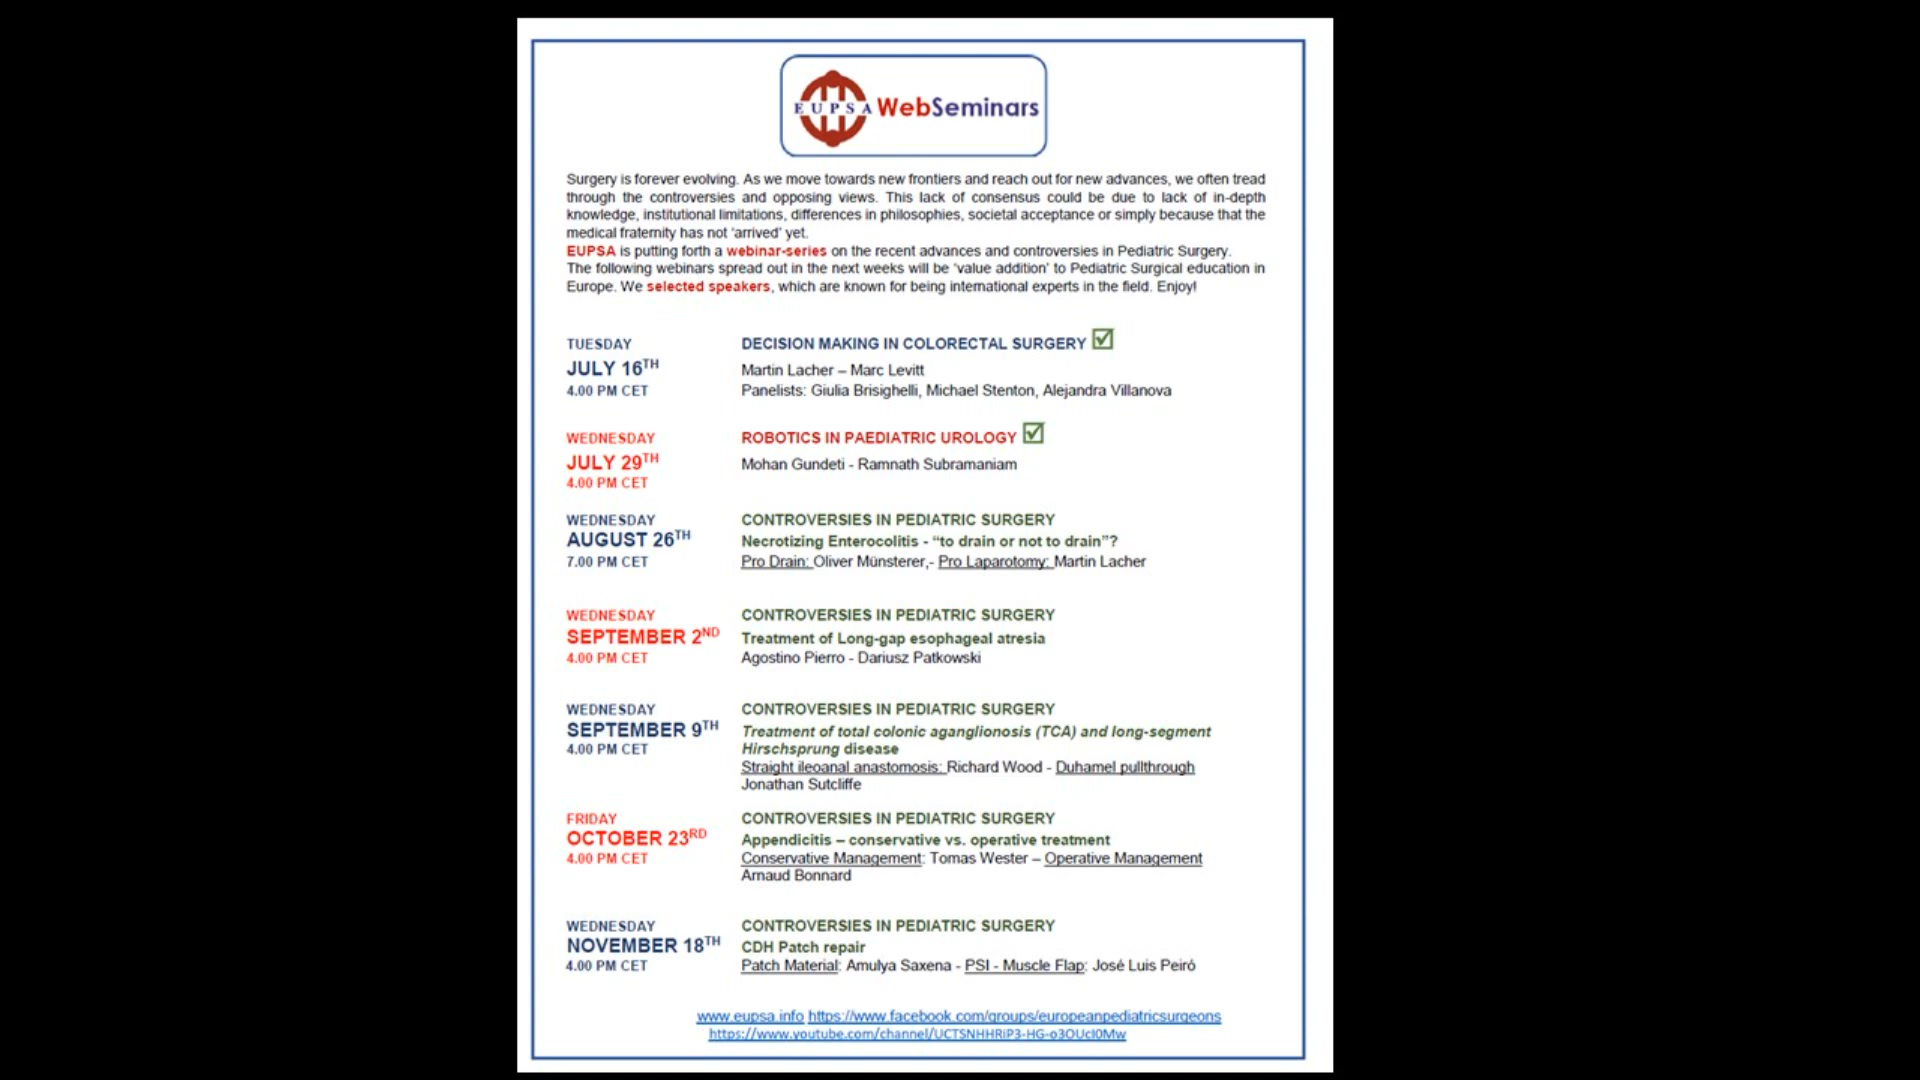 EUPSA WebSeminars
Surgery is forever evolving. As we move towards new frontiers and reach out for new advances, we often tread
through the controversies and opposing views. This lack of consensus could be due to lack of in-depth
knowledge, institutional limitations, differences in philosophies, societal acceptance or simply because that the
medical fraternity has not 'arrived' yet.
EUPSA is putting forth a webinar-series on the recent advances and controversies in Pediatric Surgery.
The following webinars spread out in the next weeks will be 'value addition' to Pediatric Surgical education in
Europe. We selected speakers, which are known for being international experts in the field. Enjoy!
TUESDAY
JULY 16TH
4.00 PM CET
DECISION MAKING IN COLORECTAL SURGERY
Martin Lacher – Marc Levitt
Panelists: Giulia Brisighelli, Michael Stenton, Alejandra Villanova
WEDNESDAY
JULY 29TH
4.00 PM CET
ROBOTICS IN PAEDIATRIC UROLOGY
Mohan Gundeti - Ramnath Subramaniam
WEDNESDAY
AUGUST 26TH
7.00 PM CET
CONTROVERSIES IN PEDIATRIC SURGERY
Necrotizing Enterocolitis - “to drain or not to drain”?
Pro Drain: Oliver Münsterer,- Pro Laparotomy: Martin Lacher
WEDNESDAY
SEPTEMBER 2ND
4.00 PM CET
CONTROVERSIES IN PEDIATRIC SURGERY
Treatment of Long-gap esophageal atresia
Agostino Pierro - Dariusz Patkowski
WEDNESDAY
SEPTEMBER 9TH
4.00 PM CET
CONTROVERSIES IN PEDIATRIC SURGERY
Treatment of total colonic aganglionosis (TCA) and long-segment
Hirschsprung disease
Straight ileoanal anastomosis: Richard Wood - Duhamel pullthrough
Jonathan Sutcliffe
FRIDAY
OCTOBER 23RD
4.00 PM CET
CONTROVERSIES IN PEDIATRIC SURGERY
Appendicitis – conservative vs. operative treatment
Conservative Management: Tomas Wester – Operative Management
Arnaud Bonnard
WEDNESDAY
NOVEMBER 18TH
4.00 PM CET
CONTROVERSIES IN PEDIATRIC SURGERY
CDH Patch repair
Patch Material: Amulya Saxena - PSI - Muscle Flap: José Luis Peiró
www.eupsa.info https://www.facebook.com/groups/europeanpediatricsurgeons
https://www.youtube.com/channel/UCTSNHHRiP3-HG-o3OUcI0Mw